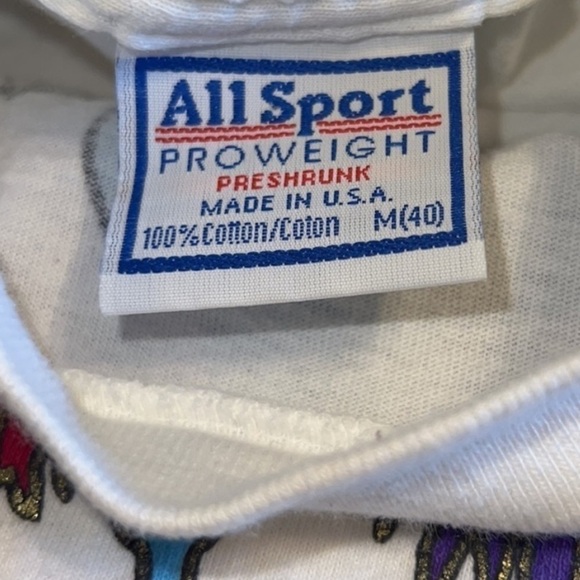 All Sport
PROWEIGHT
PRESHRUNK
MADE IN U.S.A.
100% Cotton/Coton M(40)